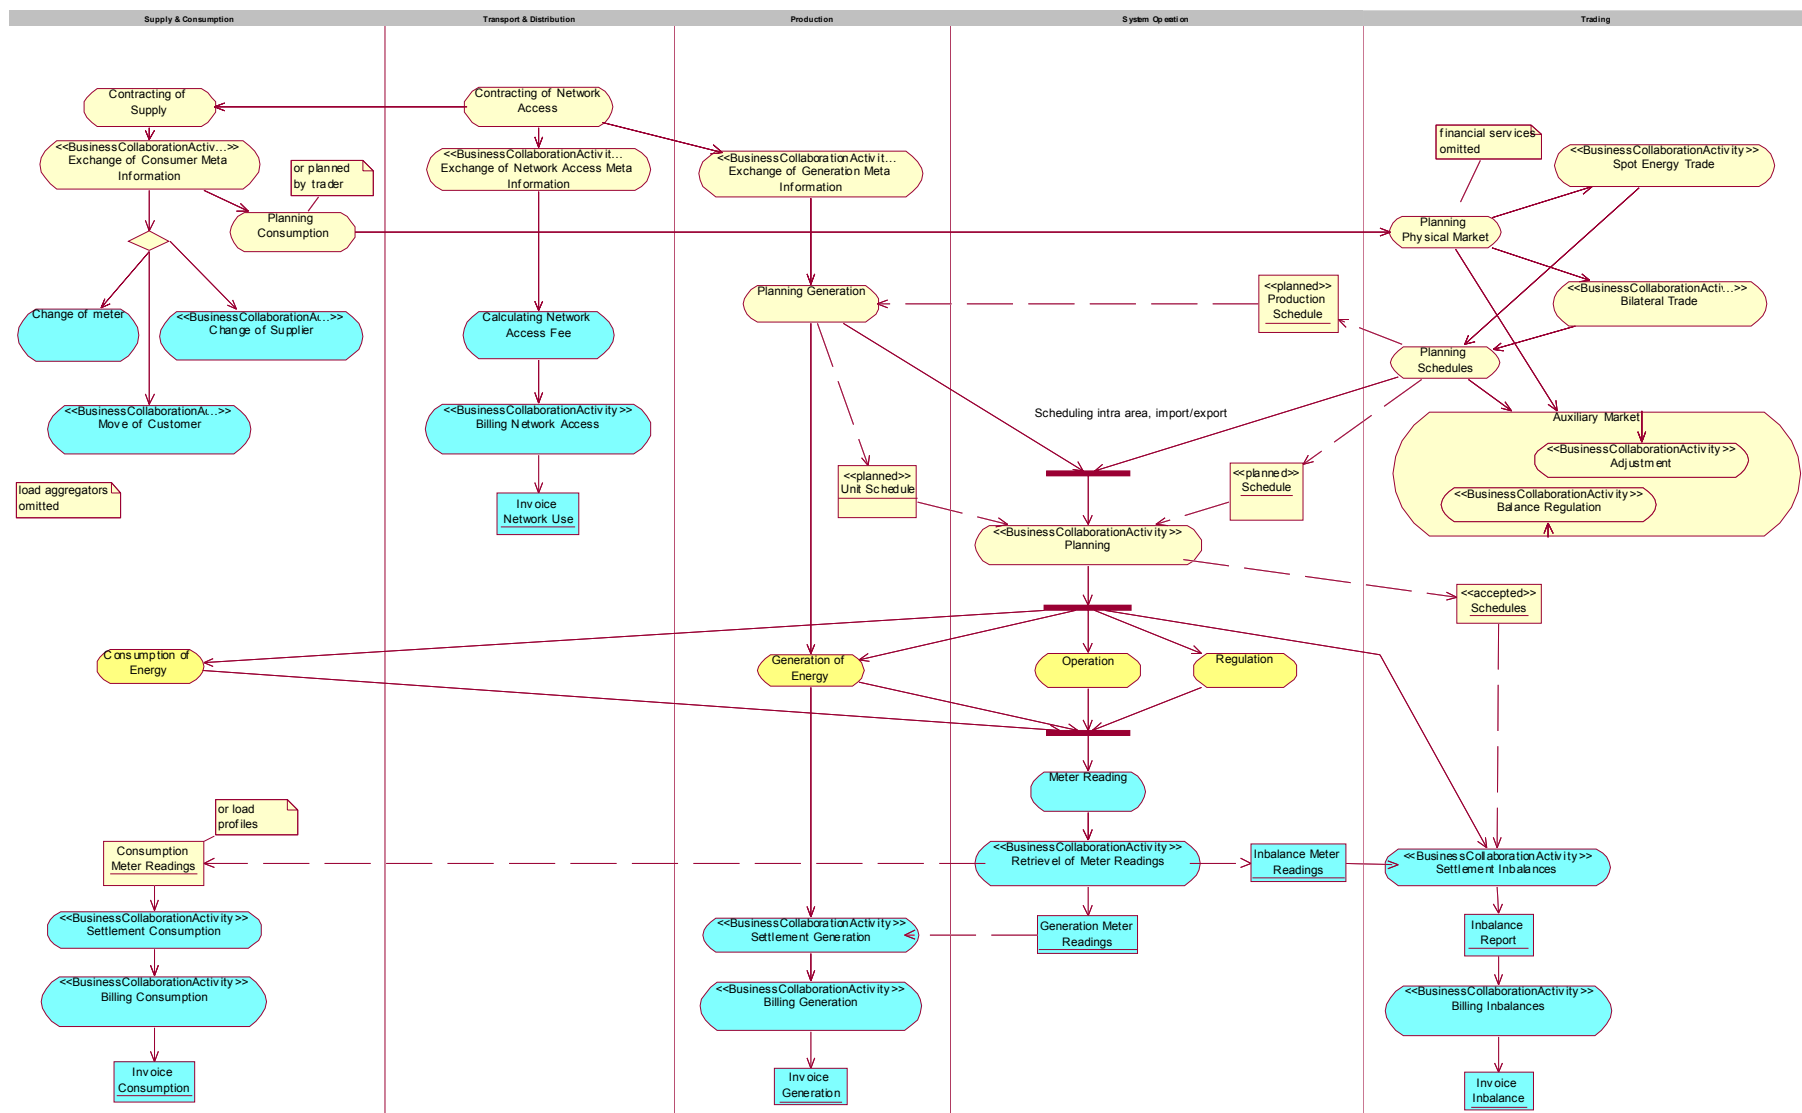 Supply & Consumption
Transport & Distribution
Production
System Operation
Trading
Contracting of
Supply
Contracting of Network
Access
financial services
omitted
<<BusinessCollaborationActiv...>>
Exchange of Consumer Meta
Information
<<BusinessCollaborationActivit...
Exchange of Network Access Meta
Information
<<BusinessCollaborationActivit...
Exchange of Generation Meta
Information
<<BusinessCollaborationActivity>>
Spot Energy Trade
or planned
by trader
Planning
Consumption
Planning
Physical Market
Planning Generation
<<planned>>
Production
Schedule
<<BusinessCollaborationActi...>>
Bilateral Trade
Change of meter
<<BusinessCollaborationA...>>
Change of Supplier
Calculating Network
Access Fee
Planning
Schedules
<<BusinessCollaborationA...>>
Move of Customer
<<BusinessCollaborationActivity>>
Billing Network Access
Scheduling intra area, import/export
Auxiliary Market
<<BusinessCollaborationActivity>>
Adjustment
<<BusinessCollaborationActivity>>
Balance Regulation
load aggregators
omitted
Invoice
Network Use
<<planned>>
Unit Schedule
<<planned>>
Schedule
<<BusinessCollaborationActivity>>
Planning
<<accepted>>
Schedules
Consumption of
Energy
Generation of
Energy
Operation
Regulation
Meter Reading
or load
profiles
Consumption
Meter Readings
<<BusinessCollaborationActivity>>
Retrievel of Meter Readings
Inbalance Meter
Readings
<<BusinessCollaborationActivity>>
Settlement Inbalances
<<BusinessCollaborationActivity>>
Settlement Consumption
<<BusinessCollaborationActivity>>
Settlement Generation
Generation Meter
Readings
Inbalance
Report
<<BusinessCollaborationActivity>>
Billing Consumption
<<BusinessCollaborationActivity>>
Billing Generation
<<BusinessCollaborationActivity>>
Billing Inbalances
Invoice
Consumption
Invoice
Generation
Invoice
Inbalance